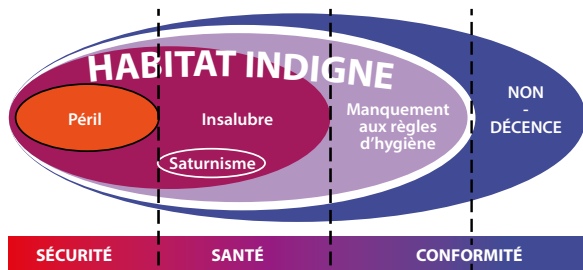 HABITAT INDIGNE
Péril
Insalubre
Saturnisme
Manquement
aux règles
d'hygiène
NON
-
DÉCENCE
SÉCURITÉ
SANTÉ
CONFORMITÉ